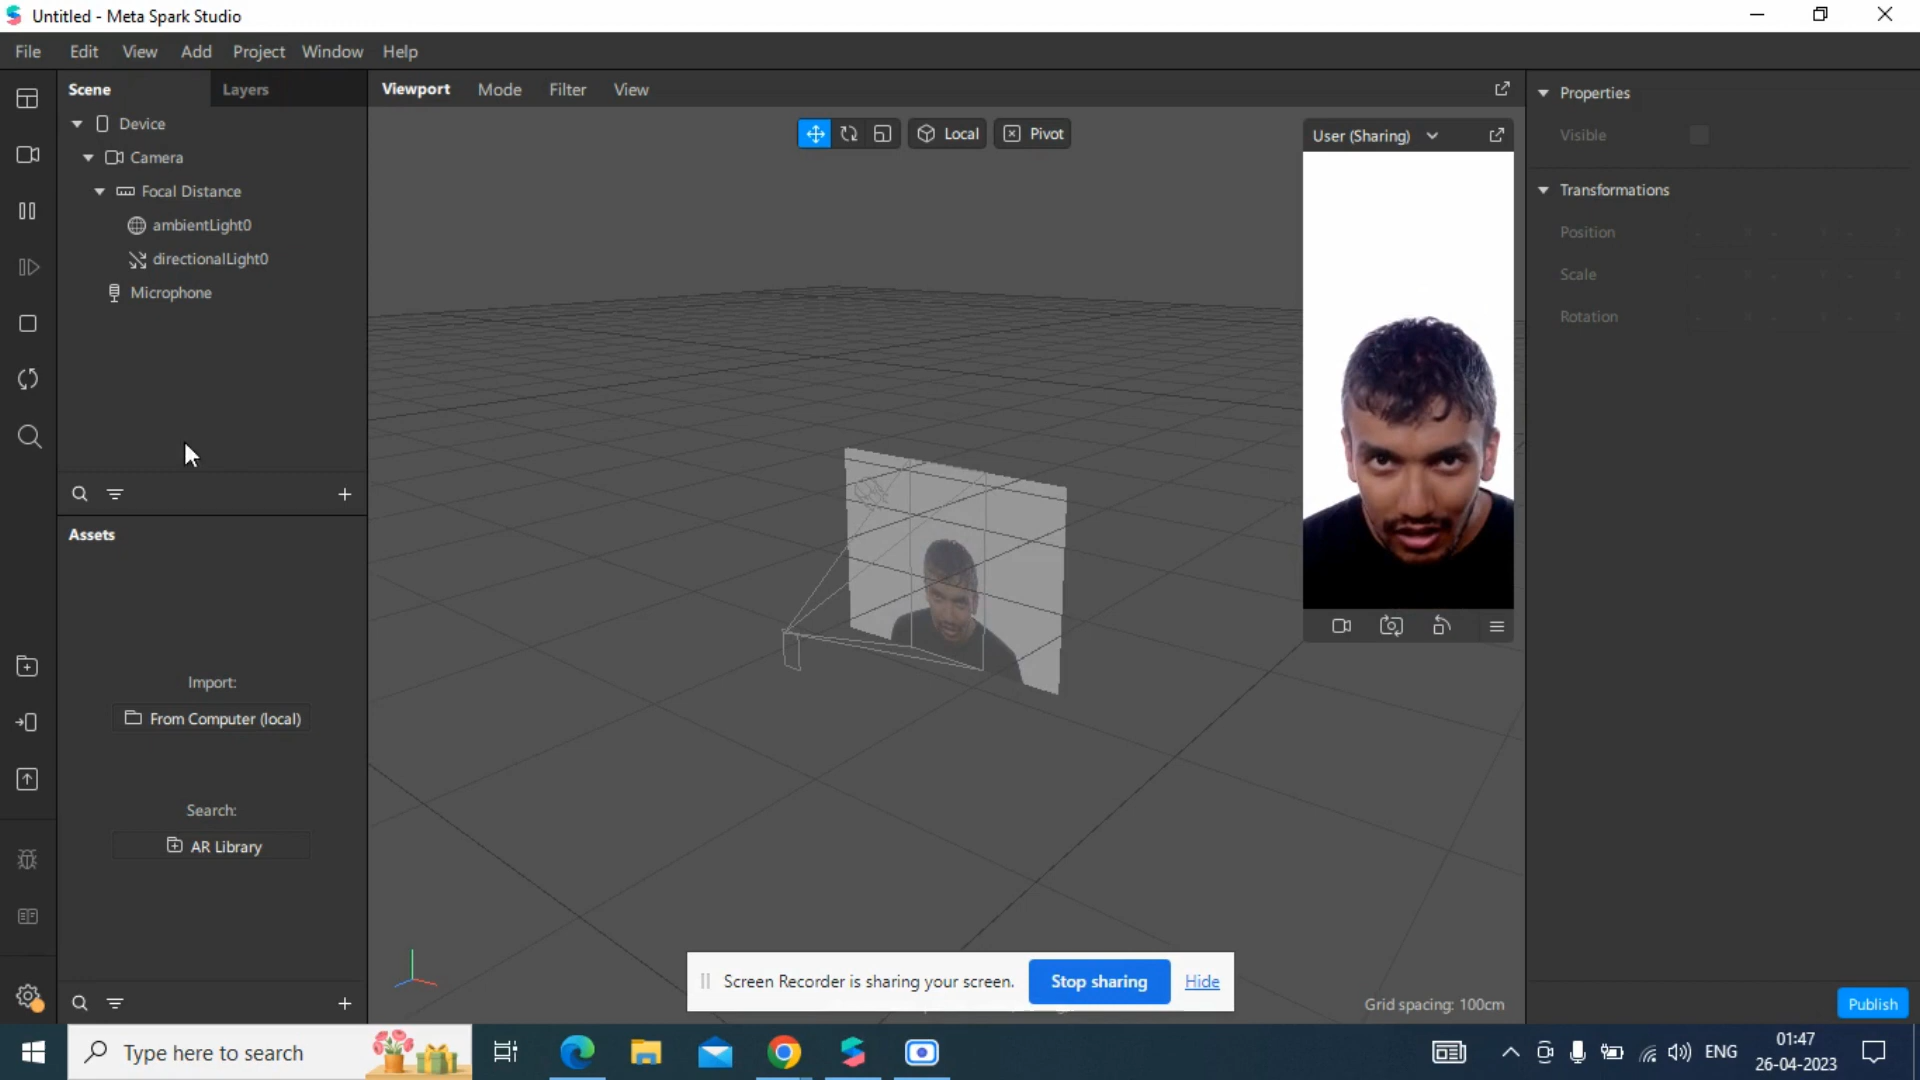 Untitled - Meta Spark Studio
File Edit View Add Project Window Help
Scene Layers
Viewport Mode Filter View
Properties
Device
Local Pivot
User (Sharing)
Visible
Camera
Focal Distance
Transformations
ambientLight0
Position
directionalLight0
Scale
Microphone
Rotation
Assets
Import:
From Computer (local)
Search:
AR Library
Screen Recorder is sharing your screen. Stop sharing Hide
Grid spacing: 100cm
Publish
Type here to search
ENG
01:47
26-04-2023